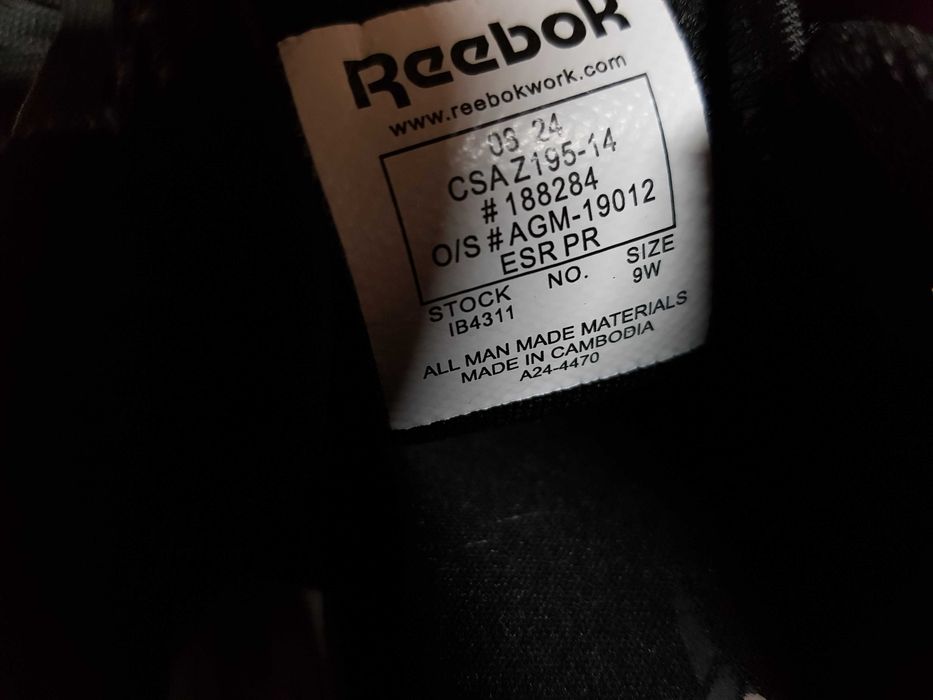 Reebok
www.reebokwork.com
03 24
CSA Z195-14
# 188284
O/S # AGM-19012
ESR PR
STOCK NO. SIZE
IB4311 9W
ALL MAN MADE MATERIALS
MADE IN CAMBODIA
A24-4470